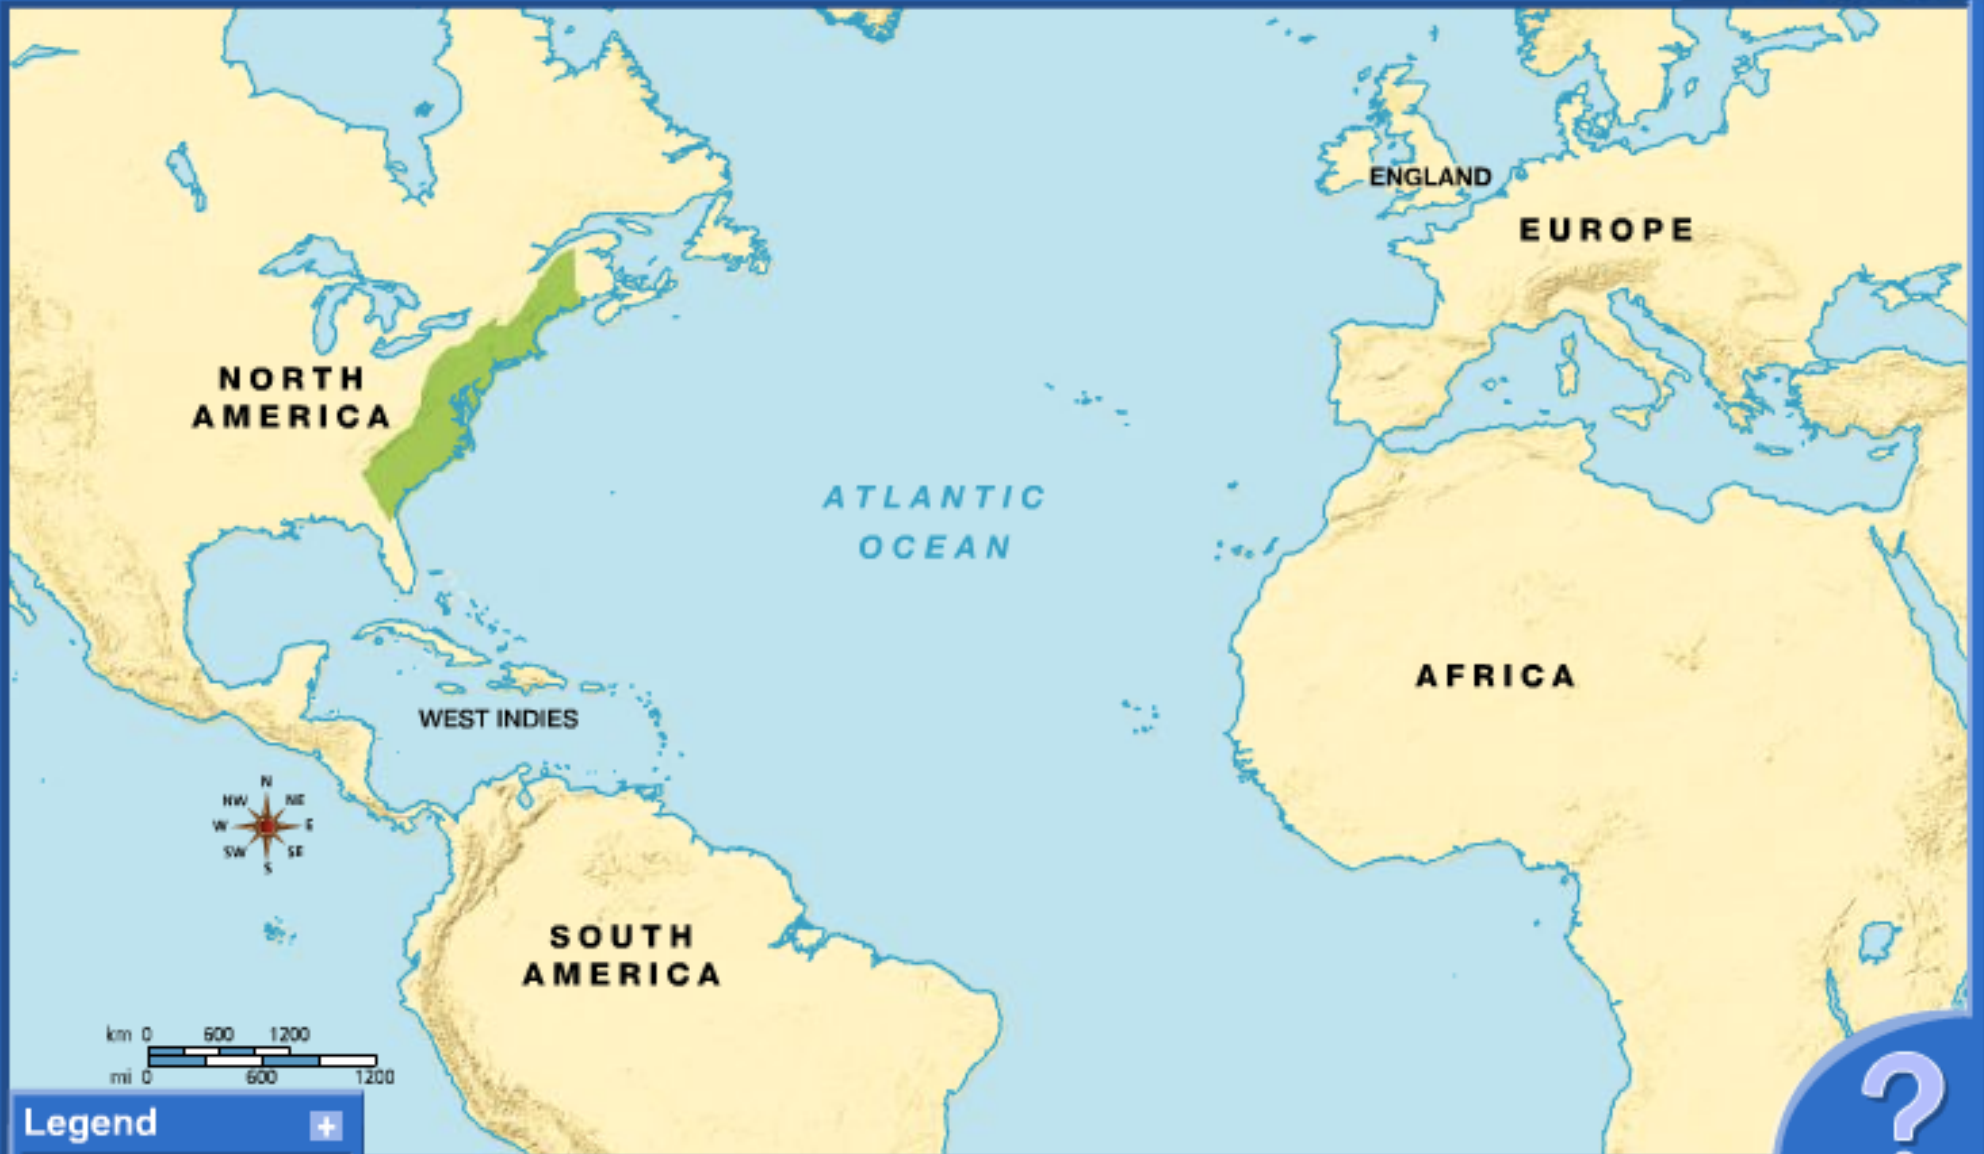 ENGLAND
EUROPE
NORTH
AMERICA
ATLANTIC
OCEAN
AFRICA
WEST INDIES
N
NW NE
W E
SW SE
S
SOUTH
AMERICA
km 0 600 1200
mi 0 600 1200
Legend +
?